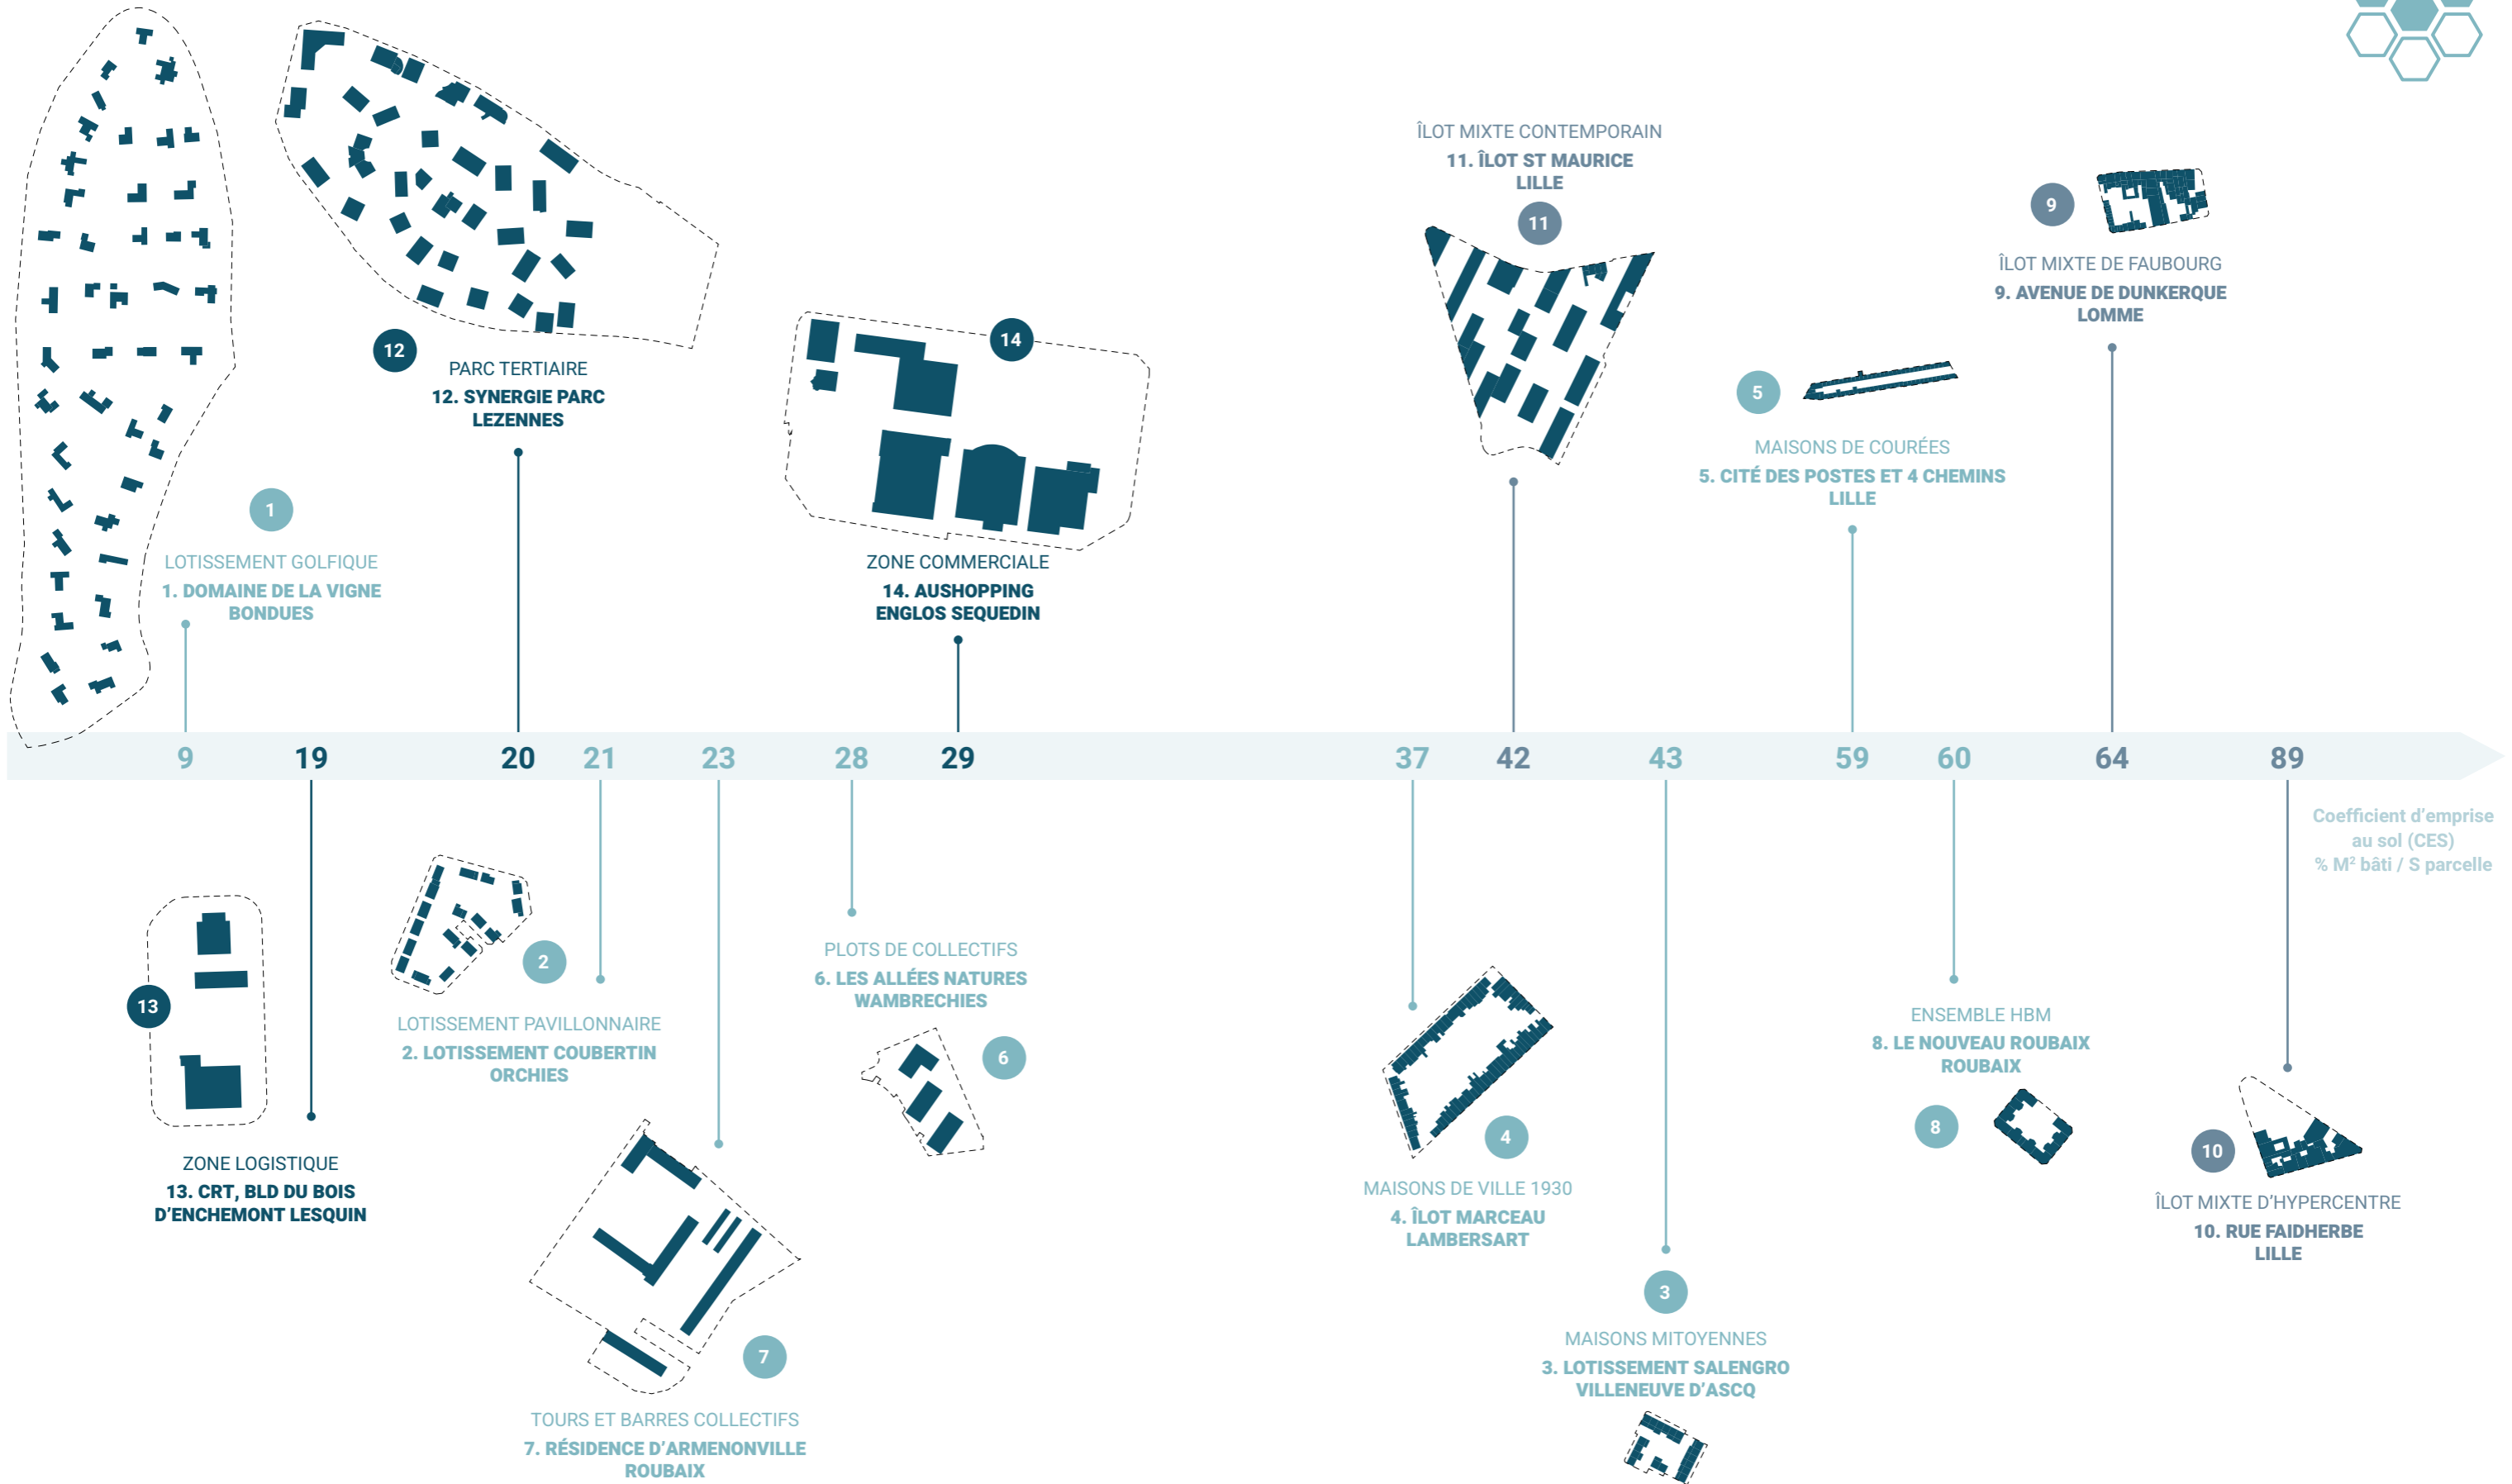 ÎLOT MIXTE CONTEMPORAIN
11. ÎLOT ST MAURICE
LILLE
11
9
ÎLOT MIXTE DE FAUBOURG
9. AVENUE DE DUNKERQUE
LOMME
12
PARC TERTIAIRE
12. SYNERGIE PARC
LEZENNES
14
5
MAISONS DE COURÉES
5. CITÉ DES POSTES ET 4 CHEMINS
LILLE
1
LOTISSEMENT GOLFIQUE
1. DOMAINE DE LA VIGNE
BONDUES
ZONE COMMERCIALE
14. AUSHOPPING
ENGLOS SEQUEDIN
9 19 20 21 23 28 29 37 42 43 59 60 64 89
Coefficient d'emprise
au sol (CES)
% M² bâti / S parcelle
13
ZONE LOGISTIQUE
13. CRT, BLD DU BOIS
D'ENCHEMONT LESQUIN
2
LOTISSEMENT PAVILLONNAIRE
2. LOTISSEMENT COUBERTIN
ORCHIES
PLOTS DE COLLECTIFS
6. LES ALLÉES NATURES
WAMBRECHIES
6
4
MAISONS DE VILLE 1930
4. ÎLOT MARCEAU
LAMBERSART
ENSEMBLE HBM
8. LE NOUVEAU ROUBAIX
ROUBAIX
8
10
ÎLOT MIXTE D'HYPERCENTRE
10. RUE FAIDHERBE
LILLE
7
TOURS ET BARRES COLLECTIFS
7. RÉSIDENCE D'ARMENONVILLE
ROUBAIX
3
MAISONS MITOYENNES
3. LOTISSEMENT SALENGRO
VILLENEUVE D'ASCQ